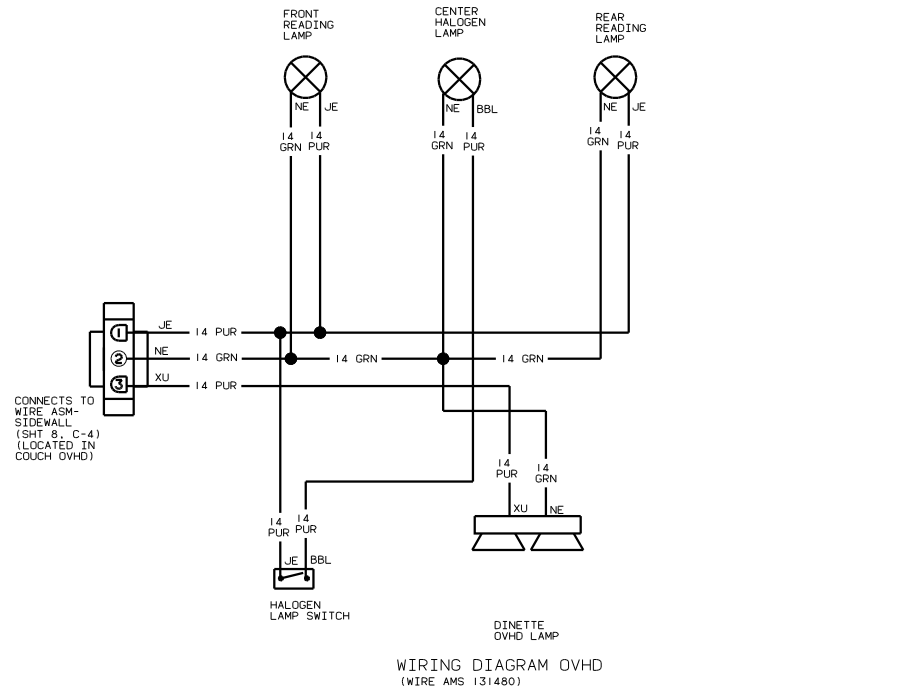 FRONT
READING
LAMP
CENTER
HALOGEN
LAMP
REAR
READING
LAMP
NE JE
NE BBL
NE JE
14
GRN
14
PUR
14
GRN
14
PUR
14
GRN
14
PUR
1 JE 14 PUR
2 NE 14 GRN 14 GRN 14 GRN
3 XU 14 PUR
CONNECTS TO
WIRE ASM-
SIDEWALL
(SHT 8, C-4)
(LOCATED IN
COUCH OVHD)
14
PUR
14
GRN
XU NE
14
PUR
14
PUR
JE BBL
HALOGEN
LAMP SWITCH
DINETTE
OVHD LAMP
WIRING DIAGRAM OVHD
(WIRE AMS 131480)